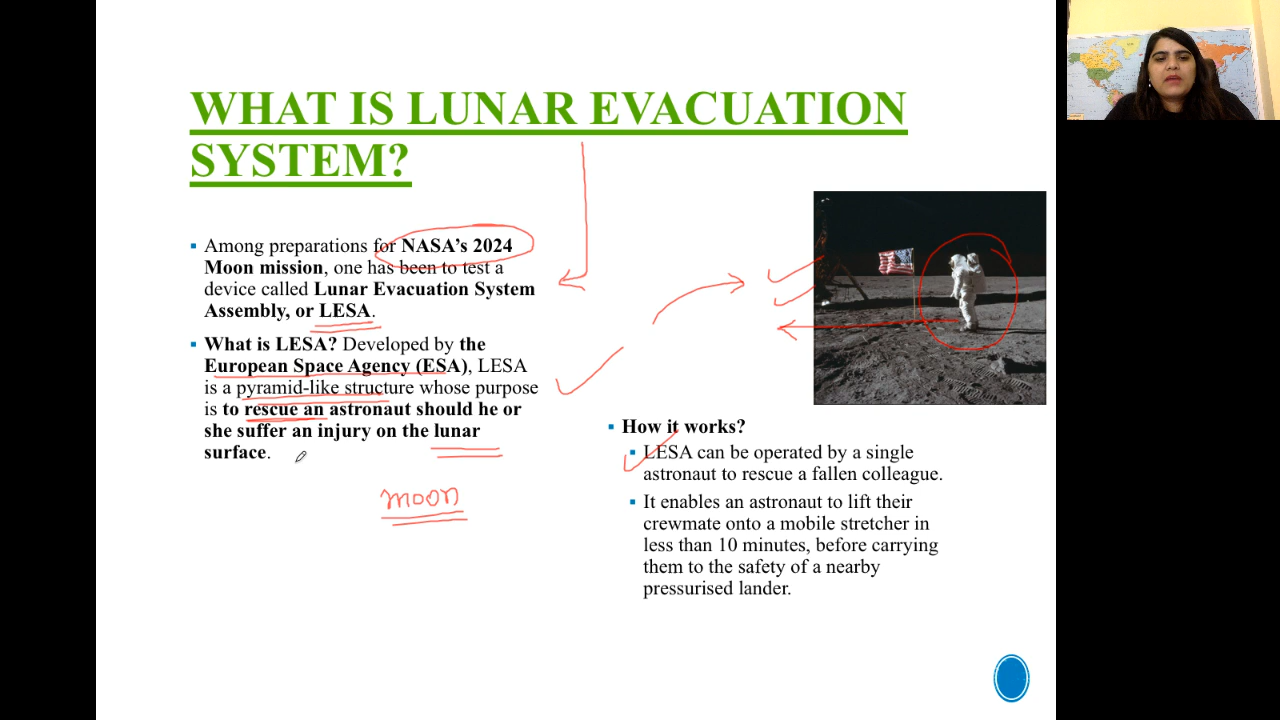 WHAT IS LUNAR EVACUATION
SYSTEM?
▪ Among preparations for NASA's 2024
Moon mission, one has been to test a
device called Lunar Evacuation System
Assembly, or LESA.
▪ What is LESA? Developed by the
European Space Agency (ESA), LESA
is a pyramid-like structure whose purpose
is to rescue an astronaut should he or
she suffer an injury on the lunar
surface.
moon
▪ How it works?
▪ LESA can be operated by a single
astronaut to rescue a fallen colleague.
▪ It enables an astronaut to lift their
crewmate onto a mobile stretcher in
less than 10 minutes, before carrying
them to the safety of a nearby
pressurised lander.